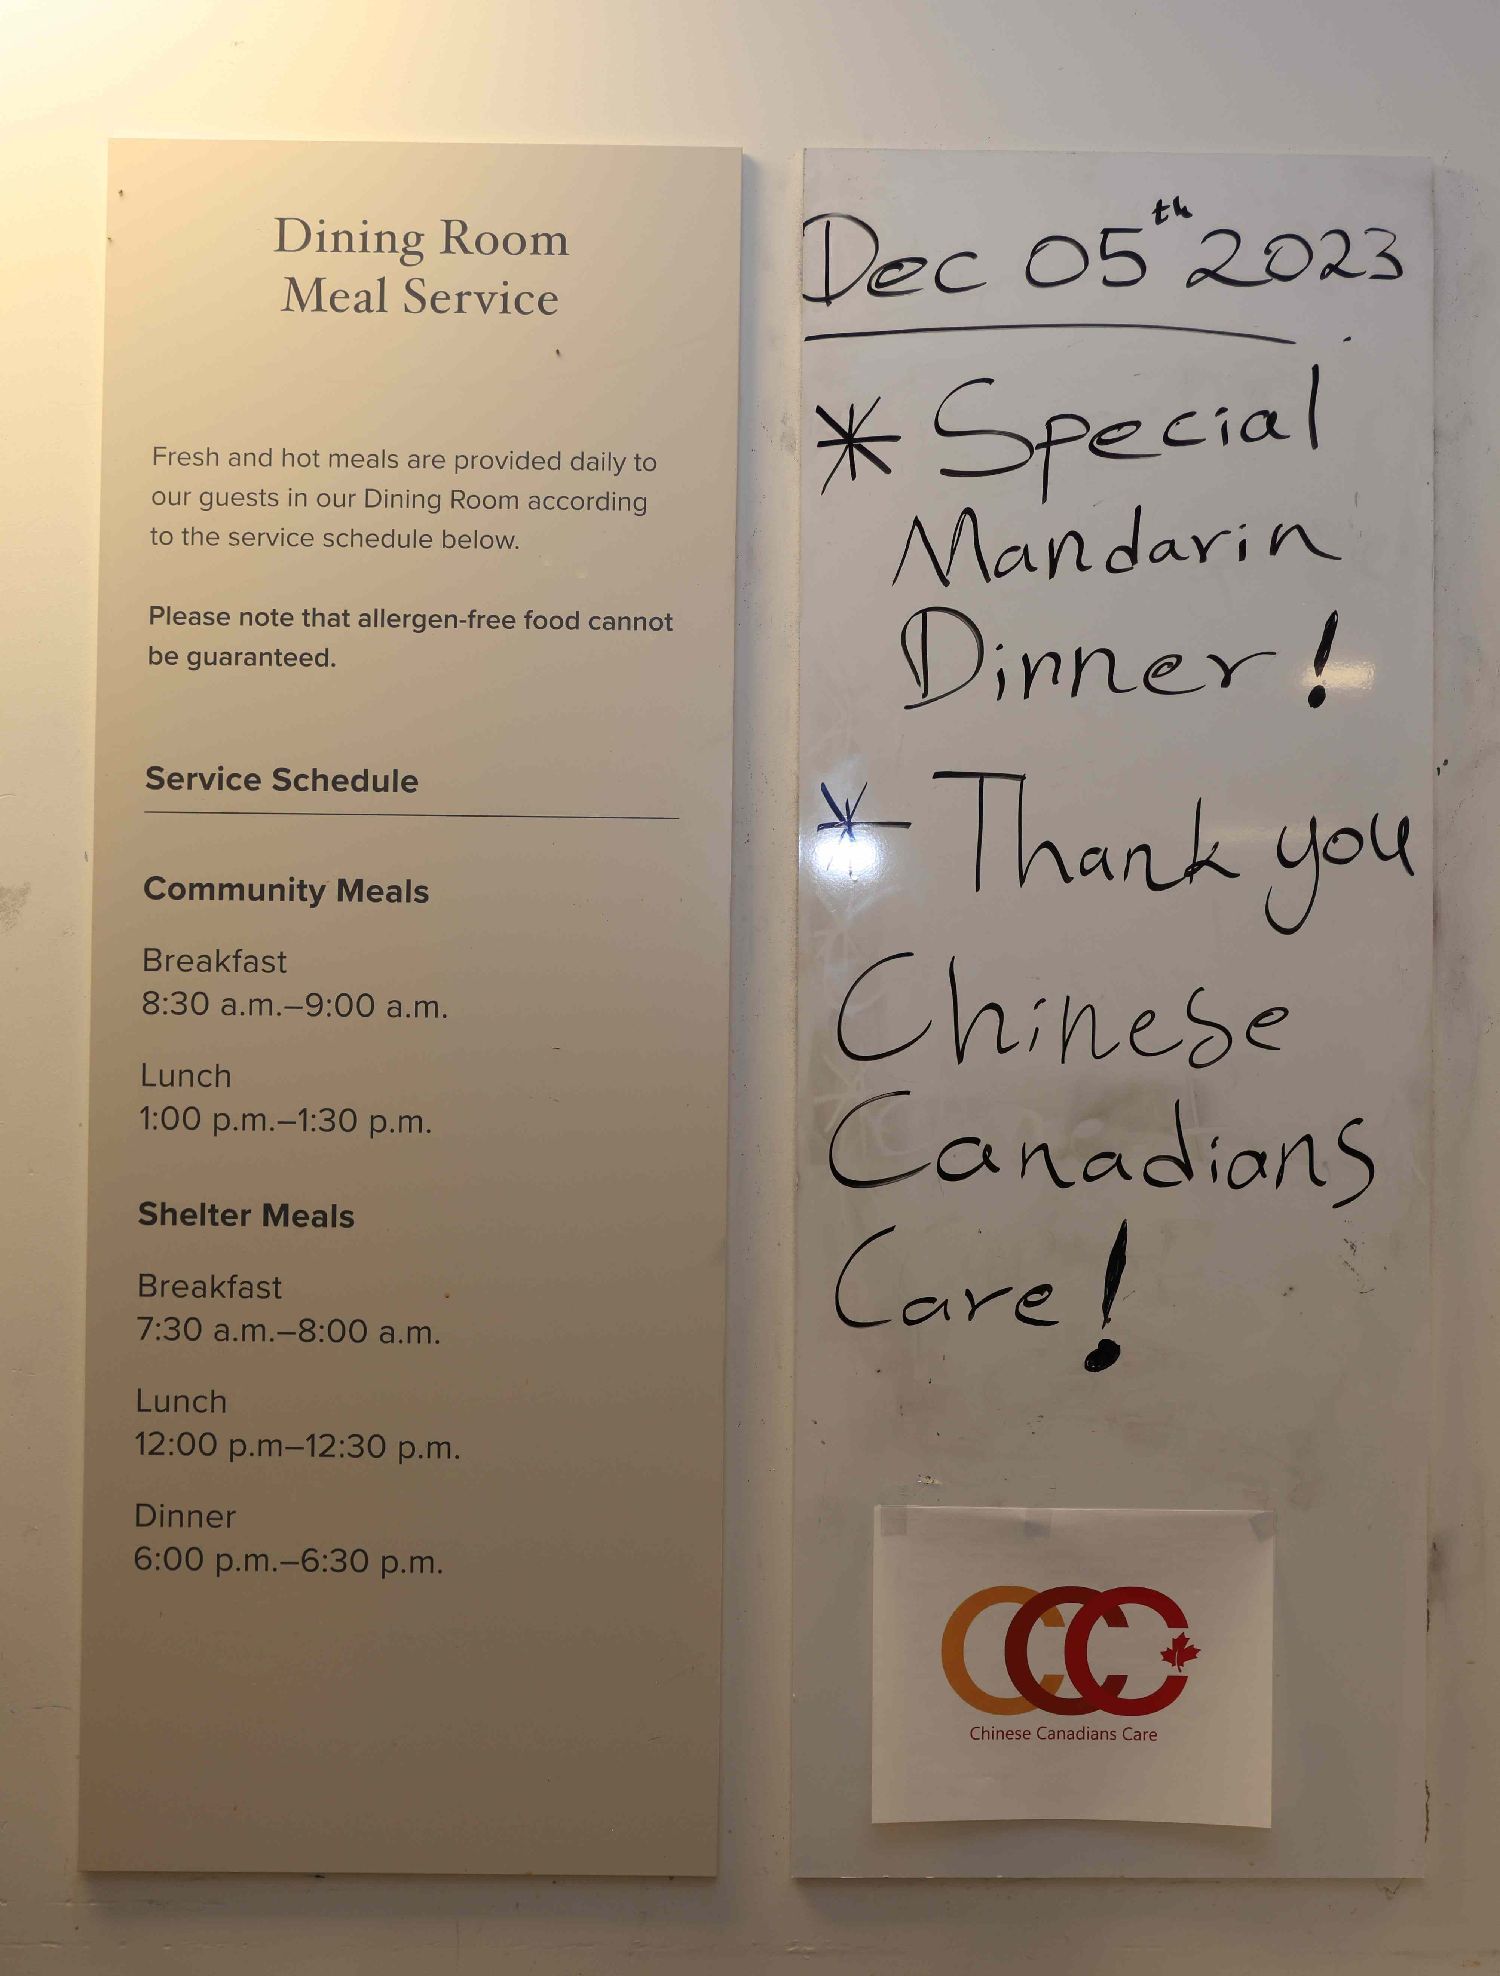 Dining Room
Meal Service
Fresh and hot meals are provided daily to
our guests in our Dining Room according
to the service schedule below.
Please note that allergen-free food cannot
be guaranteed.
Service Schedule
Community Meals
Breakfast
8:30 a.m.–9:00 a.m.
Lunch
1:00 p.m.–1:30 p.m.
Shelter Meals
Breakfast
7:30 a.m.–8:00 a.m.
Lunch
12:00 p.m–12:30 p.m.
Dinner
6:00 p.m.–6:30 p.m.
Dec 05th 2023
* Special
Mandarin
Dinner!
* Thank you
Chinese
Canadians
Care!
CCC
Chinese Canadians Care